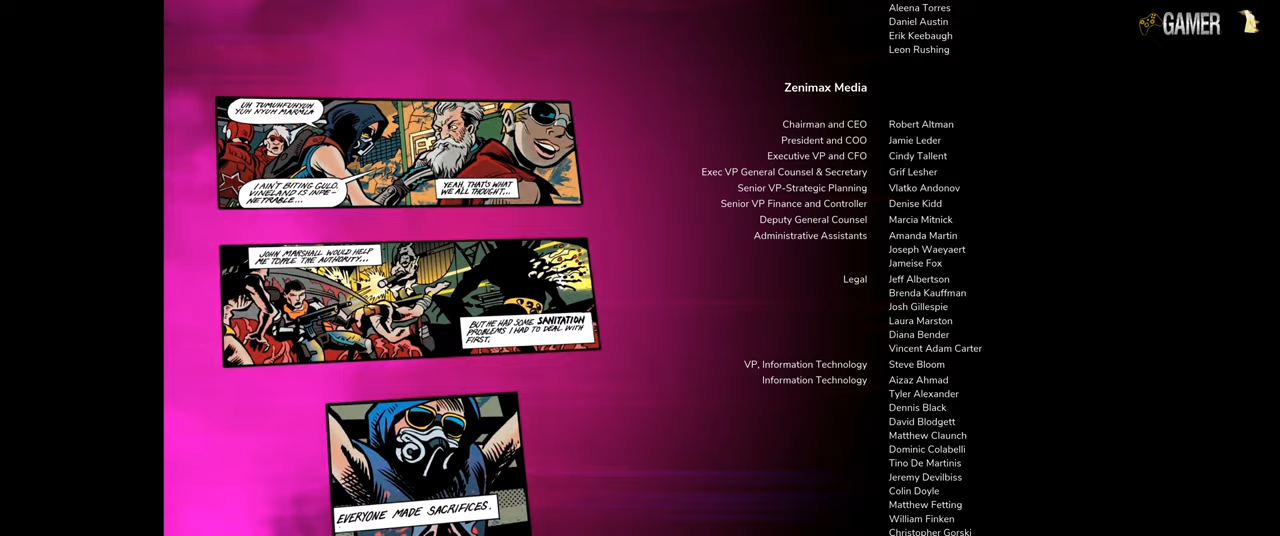 GAMER
UH TUMUHFUHYUH
YUH NYUH MARMLA
I AIN'T BITING GULO.
VINELAND IS IMPE-
NETRABLE...
YEAH, THAT'S WHAT
WE ALL THOUGHT...
JOHN MARSHALL WOULD HELP
ME TOPPLE THE AUTHORITY...
BUT HE HAD SOME SANITATION
PROBLEMS I HAD TO DEAL WITH
FIRST.
EVERYONE MADE SACRIFICES.
Aleena Torres
Daniel Austin
Erik Keebaugh
Leon Rushing
Zenimax Media
Chairman and CEO Robert Altman
President and COO Jamie Leder
Executive VP and CFO Cindy Tallent
Exec VP General Counsel & Secretary Grif Lesher
Senior VP-Strategic Planning Vlatko Andonov
Senior VP Finance and Controller Denise Kidd
Deputy General Counsel Marcia Mitnick
Administrative Assistants Amanda Martin
Joseph Waeyaert
Jameise Fox
Legal Jeff Albertson
Brenda Kauffman
Josh Gillespie
Laura Marston
Diana Bender
Vincent Adam Carter
VP, Information Technology Steve Bloom
Information Technology Aizaz Ahmad
Tyler Alexander
Dennis Black
David Blodgett
Matthew Claunch
Dominic Colabelli
Tino De Martinis
Jeremy Devilbiss
Colin Doyle
Matthew Fetting
William Finken
Christopher Gorski